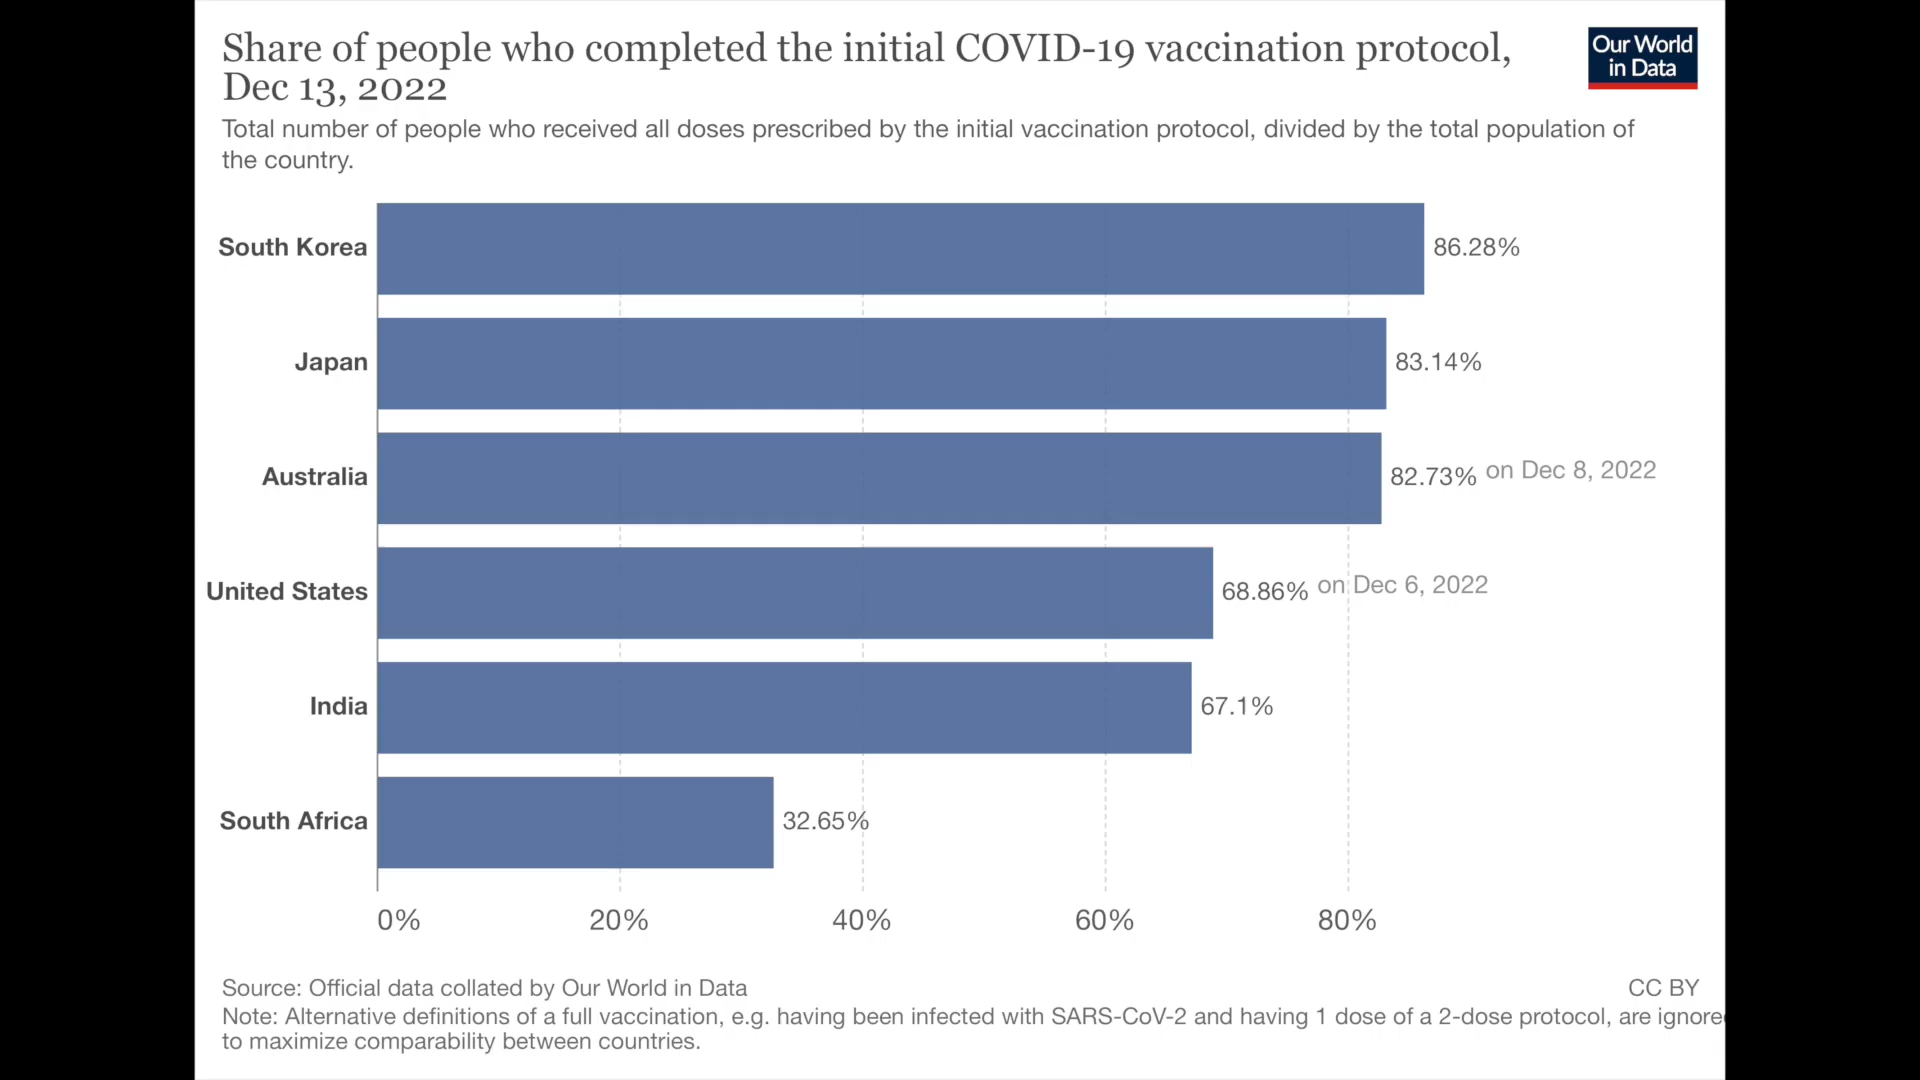 Share of people who completed the initial COVID-19 vaccination protocol,
Dec 13, 2022
Our World
in Data
Total number of people who received all doses prescribed by the initial vaccination protocol, divided by the total population of
the country.
South Korea 86.28%
Japan 83.14%
Australia 82.73% on Dec 8, 2022
United States 68.86% on Dec 6, 2022
India 67.1%
South Africa 32.65%
0% 20% 40% 60% 80%
Source: Official data collated by Our World in Data CC BY
Note: Alternative definitions of a full vaccination, e.g. having been infected with SARS-CoV-2 and having 1 dose of a 2-dose protocol, are ignore
to maximize comparability between countries.